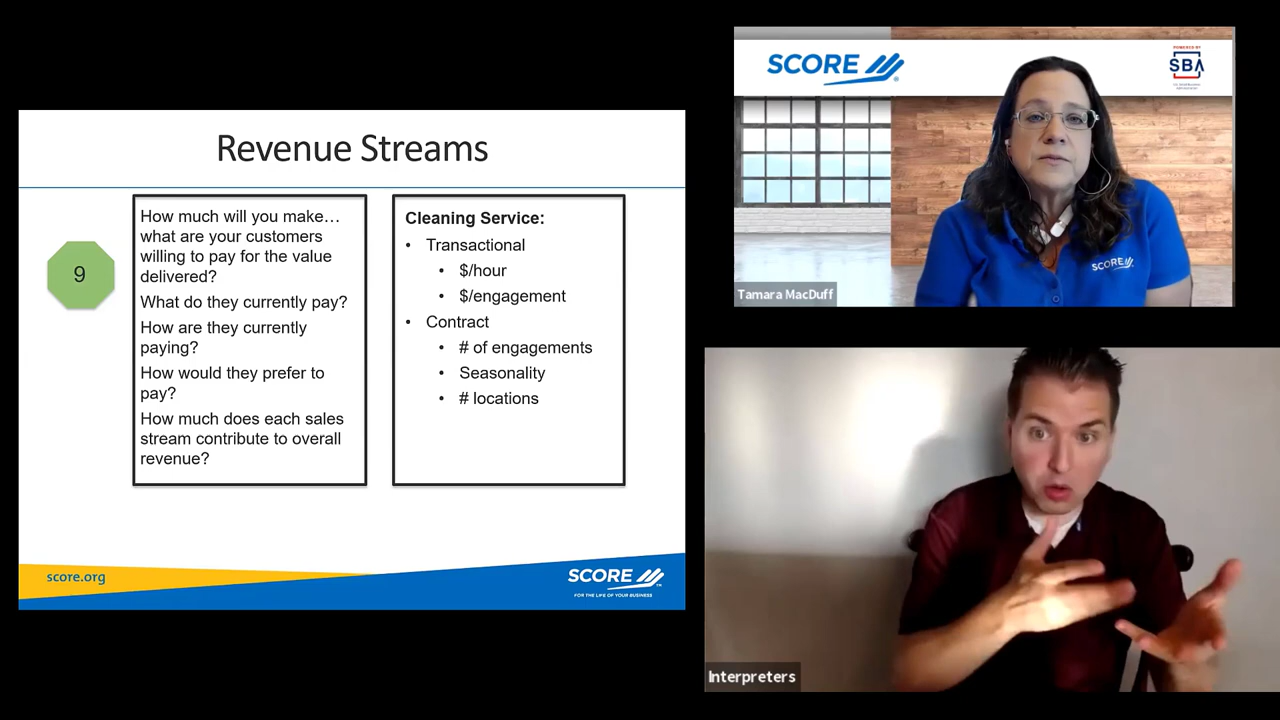 Revenue Streams
9
How much will you make…
what are your customers
willing to pay for the value
delivered?
What do they currently pay?
How are they currently
paying?
How would they prefer to
pay?
How much does each sales
stream contribute to overall
revenue?
Cleaning Service:
• Transactional
• $/hour
• $/engagement
• Contract
• # of engagements
• Seasonality
• # locations
score.org
SCORE
FOR THE LIFE OF YOUR BUSINESS
SCORE
POWERED BY
SBA
SCORE
Tamara MacDuff
Interpreters